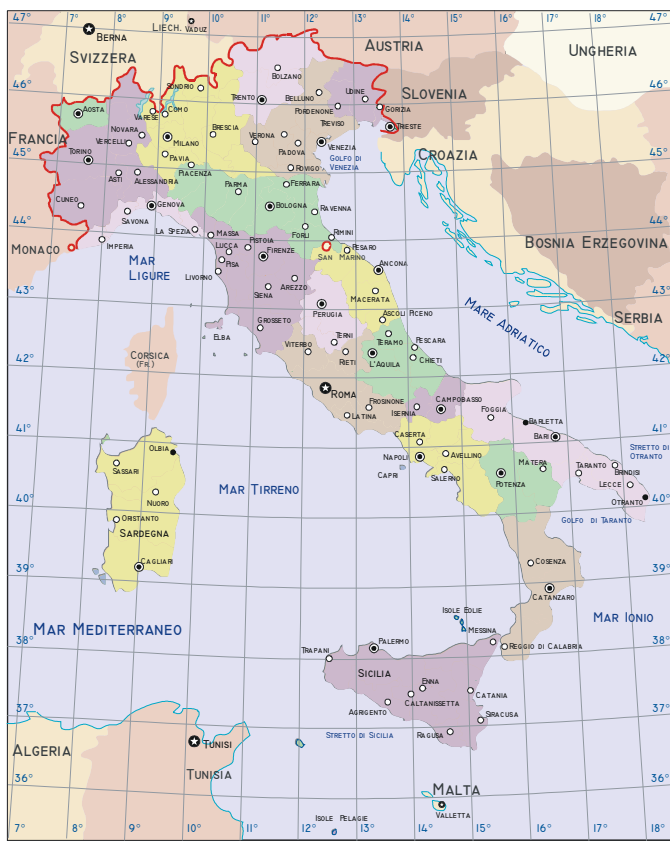 7°
8°
9°
10°
11°
12°
13°
14°
15°
16°
17°
18°
Berna
Liech.
Vaduz
Svizzera
Austria
Ungheria
46°
46°
Bolzano
Sondrio
Trento
Belluno
Udine
Slovenia
Aosta
Varese
Como
Pordenone
Gorizia
Treviso
Trieste
Francia
Novara
Milano
Brescia
Verona
Vercelli
Padova
Venezia
Torino
Pavia
Golfo di
Venezia
Croazia
45°
45°
Asti
Alessandria
Piacenza
Rovigo
Parma
Ferrara
Cuneo
Genova
Bologna
Ravenna
Savona
La Spezia
Massa
Forlì
Rimini
44°
44°
Monaco
Imperia
Lucca
Pistoia
Firenze
San Marino
Pesaro
Bosnia Erzegovina
Mar
Ligure
Pisa
Ancona
Livorno
Arezzo
Siena
Macerata
43°
43°
Grosseto
Perugia
Ascoli Piceno
Mare Adriatico
Serbia
Elba
Viterbo
Terni
Teramo
Pescara
Corsica
(Fr.)
Rieti
L'Aquila
Chieti
42°
42°
Roma
Frosinone
Campobasso
Latina
Isernia
Foggia
Barletta
41°
41°
Olbia
Caserta
Bari
Stretto di
Otranto
Sassari
Napoli
Avellino
Matera
Taranto
Brindisi
Capri
Salerno
Potenza
Lecce
Nuoro
Mar Tirreno
Otranto
40°
40°
Oristano
Golfo di Taranto
Sardegna
Cagliari
Cosenza
39°
39°
Catanzaro
Isole Eolie
Mar Ionio
Mar Mediterraneo
Messina
38°
38°
Trapani
Palermo
Reggio di Calabria
Sicilia
Enna
Catania
Agrigento
Caltanissetta
Siracusa
37°
37°
Ragusa
Stretto di Sicilia
Algeria
Tunisi
Tunisia
36°
36°
Malta
Valletta
Isole Pelagie
7°
8°
9°
10°
11°
12°
13°
14°
15°
16°
17°
18°